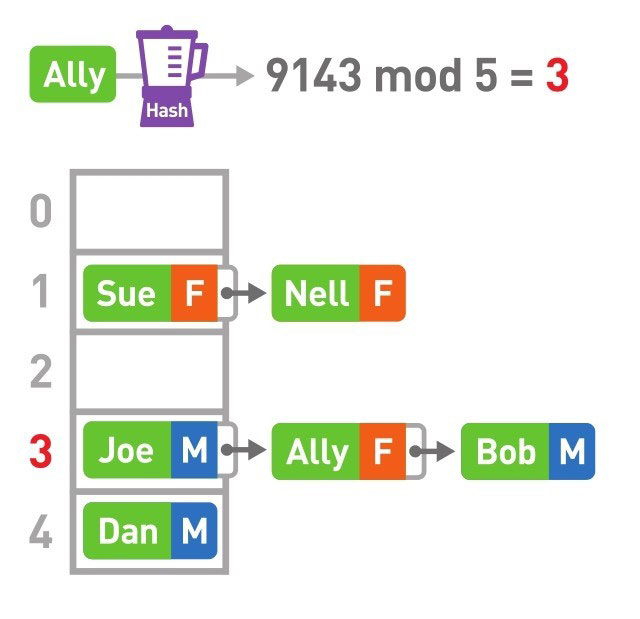 Ally Hash 9143 mod 5 = 3
0
1 Sue F Nell F
2
3 Joe M Ally F Bob M
4 Dan M